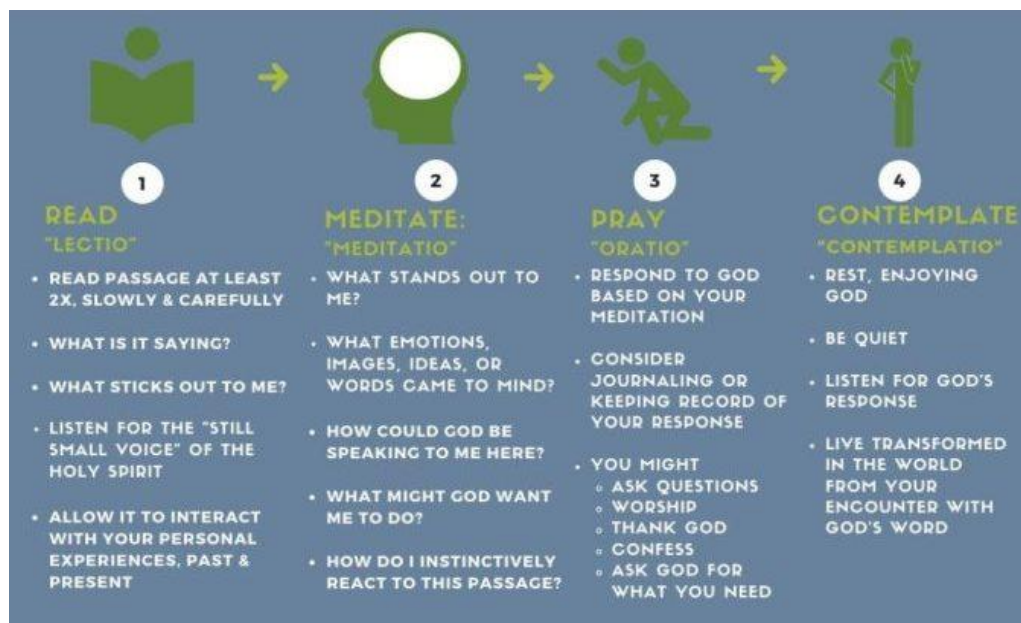 1
READ
"LECTIO"
• READ PASSAGE AT LEAST
2X, SLOWLY & CAREFULLY
• WHAT IS IT SAYING?
• WHAT STICKS OUT TO ME?
• LISTEN FOR THE "STILL
SMALL VOICE" OF THE
HOLY SPIRIT
• ALLOW IT TO INTERACT
WITH YOUR PERSONAL
EXPERIENCES, PAST &
PRESENT
2
MEDITATE:
"MEDITATIO"
• WHAT STANDS OUT TO
ME?
• WHAT EMOTIONS,
IMAGES, IDEAS, OR
WORDS CAME TO MIND?
• HOW COULD GOD BE
SPEAKING TO ME HERE?
• WHAT MIGHT GOD WANT
ME TO DO?
• HOW DO I INSTINCTIVELY
REACT TO THIS PASSAGE?
3
PRAY
"ORATIO"
• RESPOND TO GOD
BASED ON YOUR
MEDITATION
• CONSIDER
JOURNALING OR
KEEPING RECORD OF
YOUR RESPONSE
• YOU MIGHT
◦ ASK QUESTIONS
◦ WORSHIP
◦ THANK GOD
◦ CONFESS
◦ ASK GOD FOR
WHAT YOU NEED
4
CONTEMPLATE
"CONTEMPLATIO"
• REST, ENJOYING
GOD
• BE QUIET
• LISTEN FOR GOD'S
RESPONSE
• LIVE TRANSFORMED
IN THE WORLD
FROM YOUR
ENCOUNTER WITH
GOD'S WORD